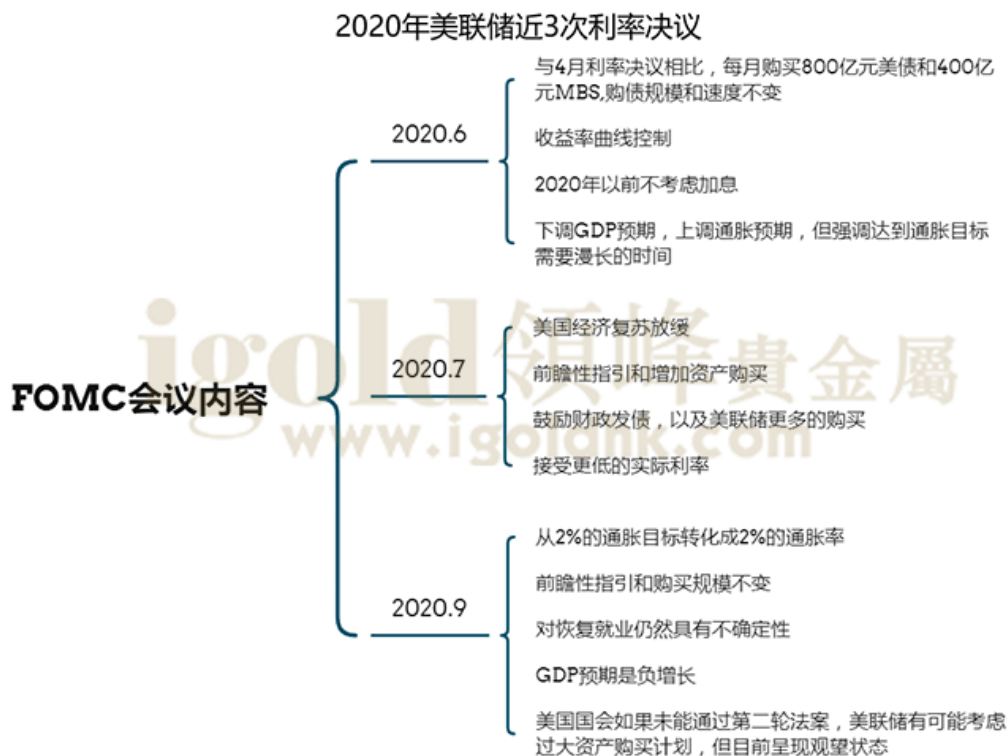 2020年美联储近3次利率决议
FOMC会议内容
2020.6
与4月利率决议相比，每月购买800亿元美债和400亿
元MBS,购债规模和速度不变
收益率曲线控制
2020年以前不考虑加息
下调GDP预期，上调通胀预期，但强调达到通胀目标
需要漫长的时间
2020.7
美国经济复苏放缓
前瞻性指引和增加资产购买
鼓励财政发债，以及美联储更多的购买
接受更低的实际利率
2020.9
从2%的通胀目标转化成2%的通胀率
前瞻性指引和购买规模不变
对恢复就业仍然具有不确定性
GDP预期是负增长
美国国会如果未能通过第二轮法案，美联储有可能考虑
过大资产购买计划，但目前呈现观望状态
igold 領峰貴金屬
www.igoldhk.com